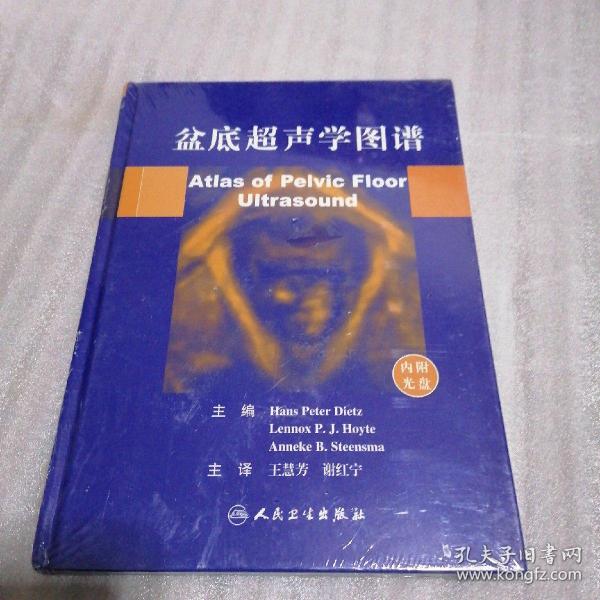 盆底超声学图谱
Atlas of Pelvic Floor
Ultrasound
内附
光盘
主 编 Hans Peter Dietz
Lennox P. J. Hoyte
Anneke B. Steensma
主 译 王慧芳 谢红宁
人民卫生出版社
孔夫子旧书网
www.kongfz.com